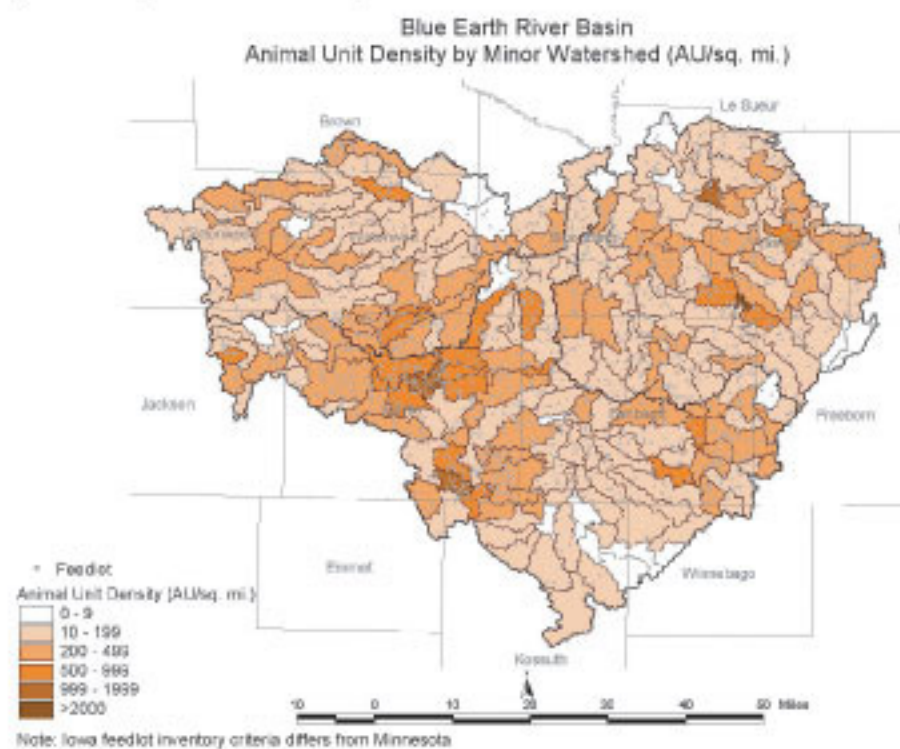 Blue Earth River Basin
Animal Unit Density by Minor Watershed (AU/sq. mi.)
Le Sueur
Brown
Jackson
Faribault
Freeborn
Emmet
Winnebago
Kossuth
Feedlot
Animal Unit Density (AU/sq. mi.)
0 - 9
10 - 199
200 - 499
500 - 999
999 - 1999
>2000
10 0 10 20 30 40 50 Miles
Note: Iowa feedlot inventory criteria differs from Minnesota